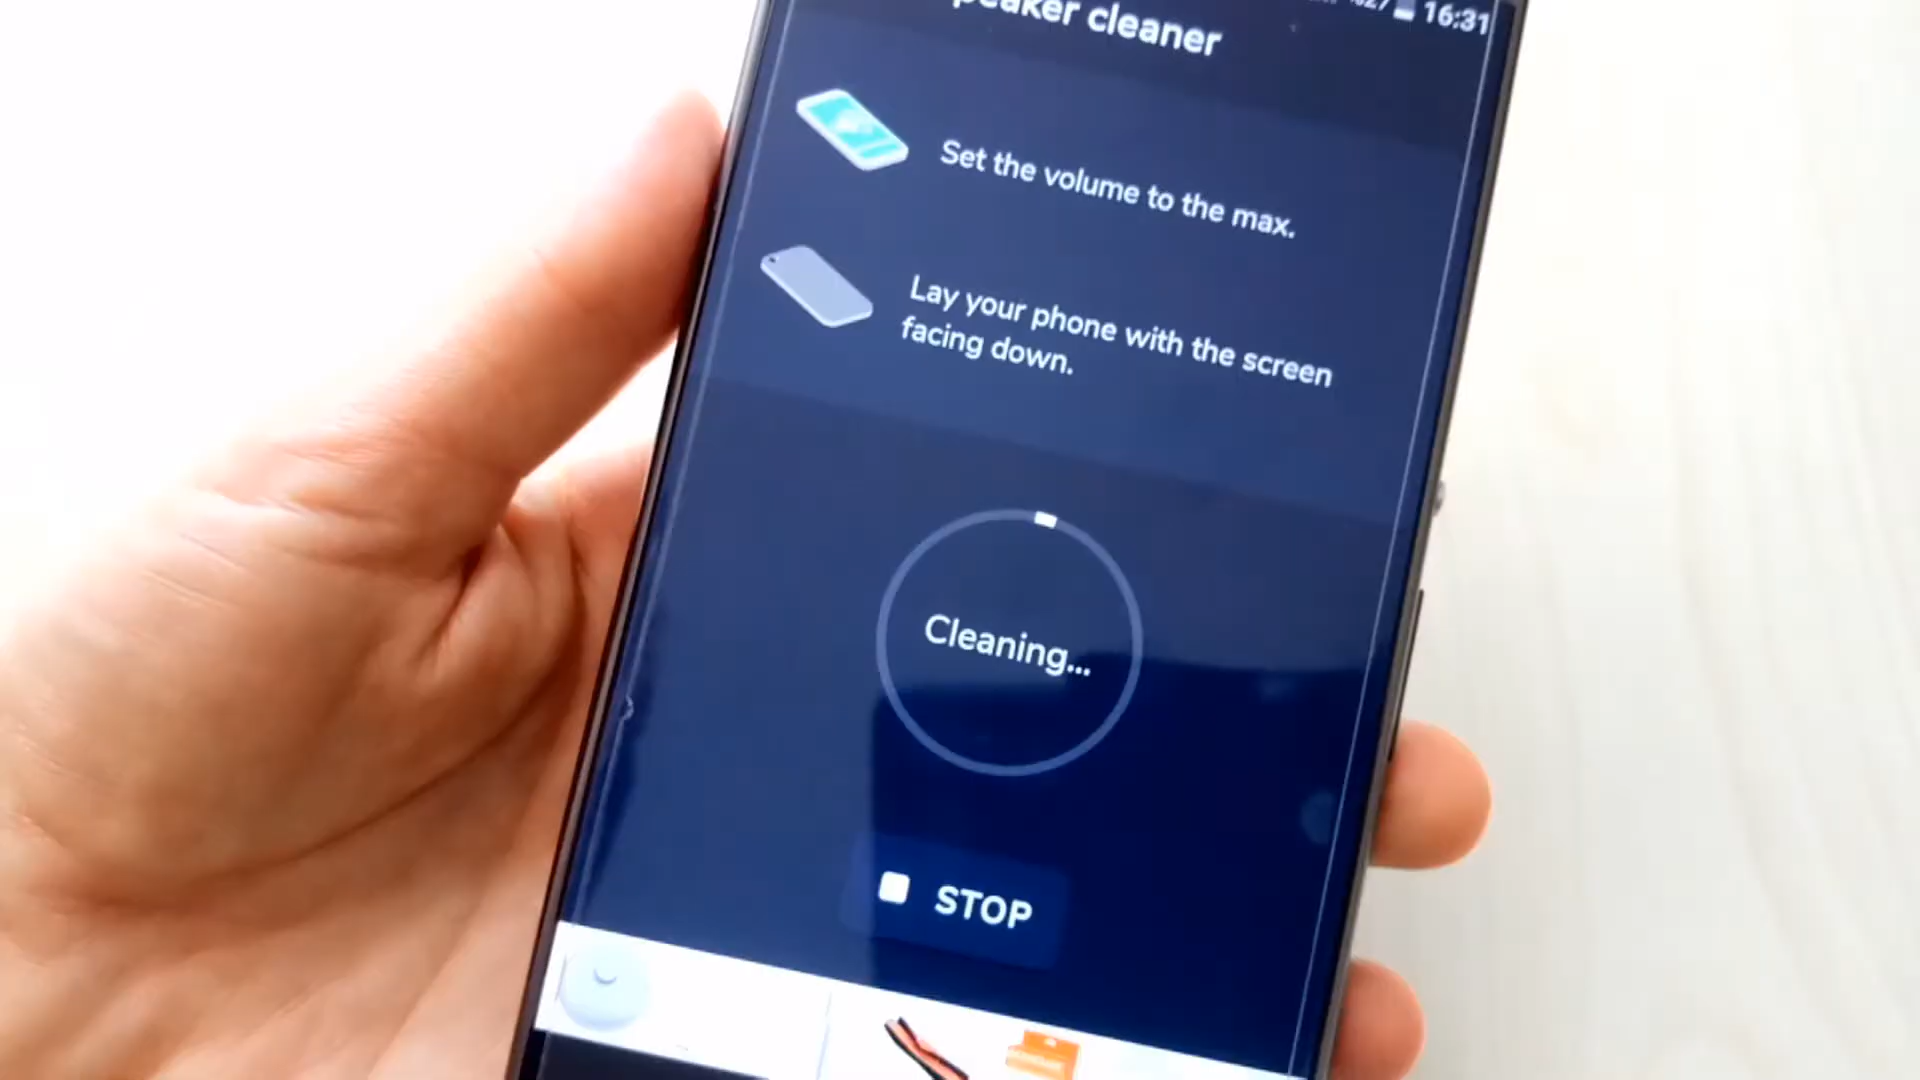 cleaner 16:31
Set the volume to the max.
Lay your phone with the screen
facing down.
Cleaning...
STOP